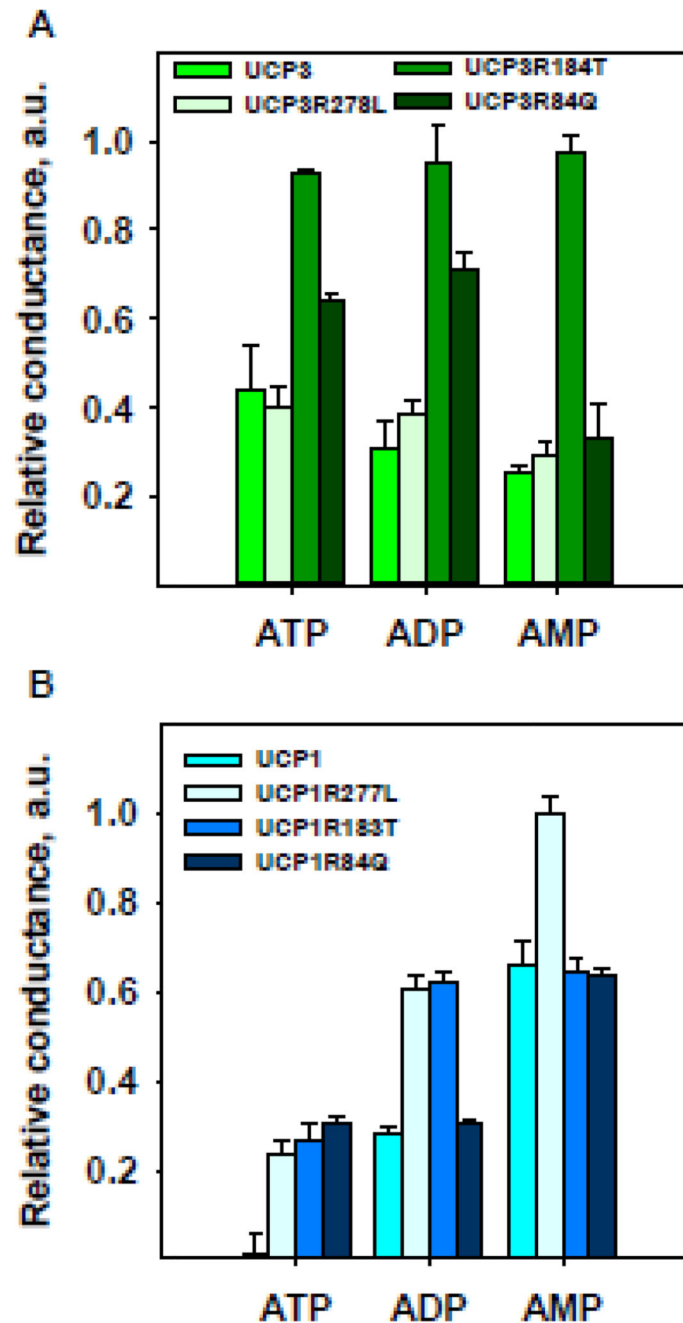 A
UCP3 UCP3R184T
UCP3R278L UCP3R84Q
Relative conductance, a.u.
1.0
0.8
0.6
0.4
0.2
ATP ADP AMP
B
UCP1
UCP1R277L
UCP1R183T
UCP1R84Q
Relative conductance, a.u.
1.0
0.8
0.6
0.4
0.2
ATP ADP AMP